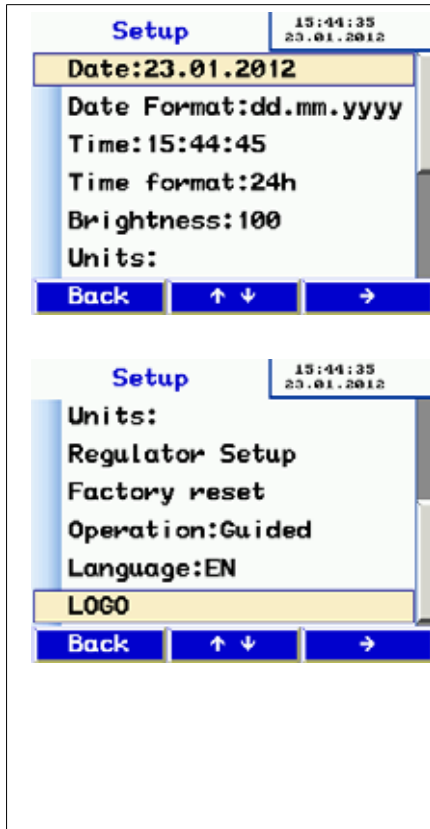 Setup
15:44:35
23.01.2012
Date:23.01.2012
Date Format:dd.mm.yyyy
Time:15:44:45
Time format:24h
Brightness:100
Units:
Back ↑ ↓ →
Setup
15:44:35
23.01.2012
Units:
Regulator Setup
Factory reset
Operation:Guided
Language:EN
LOGO
Back ↑ ↓ →